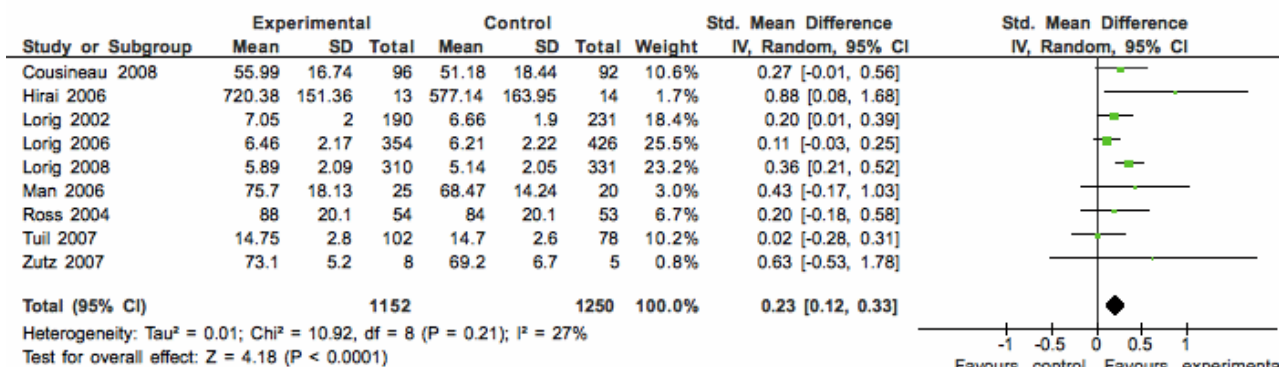 Experimental Control Std. Mean Difference Std. Mean Difference
Study or Subgroup Mean SD Total Mean SD Total Weight IV, Random, 95% CI IV, Random, 95% CI
Cousineau 2008 55.99 16.74 96 51.18 18.44 92 10.6% 0.27 [-0.01, 0.56]
Hirai 2006 720.38 151.36 13 577.14 163.95 14 1.7% 0.88 [0.08, 1.68]
Lorig 2002 7.05 2 190 6.66 1.9 231 18.4% 0.20 [0.01, 0.39]
Lorig 2006 6.46 2.17 354 6.21 2.22 426 25.5% 0.11 [-0.03, 0.25]
Lorig 2008 5.89 2.09 310 5.14 2.05 331 23.2% 0.36 [0.21, 0.52]
Man 2006 75.7 18.13 25 68.47 14.24 20 3.0% 0.43 [-0.17, 1.03]
Ross 2004 88 20.1 54 84 20.1 53 6.7% 0.20 [-0.18, 0.58]
Tuil 2007 14.75 2.8 102 14.7 2.6 78 10.2% 0.02 [-0.28, 0.31]
Zutz 2007 73.1 5.2 8 69.2 6.7 5 0.8% 0.63 [-0.53, 1.78]
Total (95% CI) 1152 1250 100.0% 0.23 [0.12, 0.33]
Heterogeneity: Tau² = 0.01; Chi² = 10.92, df = 8 (P = 0.21); I² = 27%
Test for overall effect: Z = 4.18 (P < 0.0001)
-1 -0.5 0 0.5 1
Favours control Favours experimenta